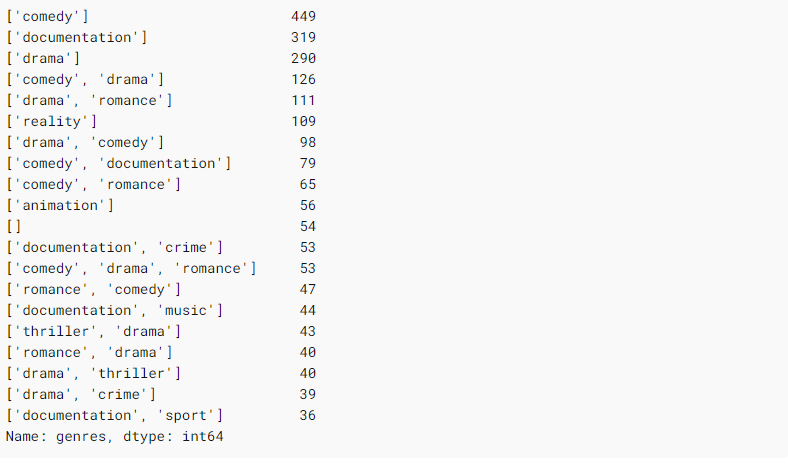 ['comedy'] 449
['documentation'] 319
['drama'] 290
['comedy', 'drama'] 126
['drama', 'romance'] 111
['reality'] 109
['drama', 'comedy'] 98
['comedy', 'documentation'] 79
['comedy', 'romance'] 65
['animation'] 56
[] 54
['documentation', 'crime'] 53
['comedy', 'drama', 'romance'] 53
['romance', 'comedy'] 47
['documentation', 'music'] 44
['thriller', 'drama'] 43
['romance', 'drama'] 40
['drama', 'thriller'] 40
['drama', 'crime'] 39
['documentation', 'sport'] 36
Name: genres, dtype: int64